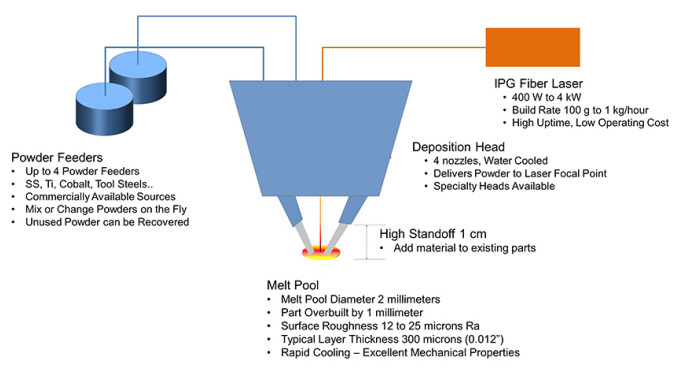 IPG Fiber Laser
• 400 W to 4 kW
• Build Rate 100 g to 1 kg/hour
• High Uptime, Low Operating Cost
Deposition Head
• 4 nozzles, Water Cooled
• Delivers Powder to Laser Focal Point
• Specialty Heads Available
Powder Feeders
• Up to 4 Powder Feeders
• SS, Ti, Cobalt, Tool Steels..
• Commercially Available Sources
• Mix or Change Powders on the Fly
• Unused Powder can be Recovered
High Standoff 1 cm
• Add material to existing parts
Melt Pool
• Melt Pool Diameter 2 millimeters
• Part Overbuilt by 1 millimeter
• Surface Roughness 12 to 25 microns Ra
• Typical Layer Thickness 300 microns (0.012”)
• Rapid Cooling – Excellent Mechanical Properties